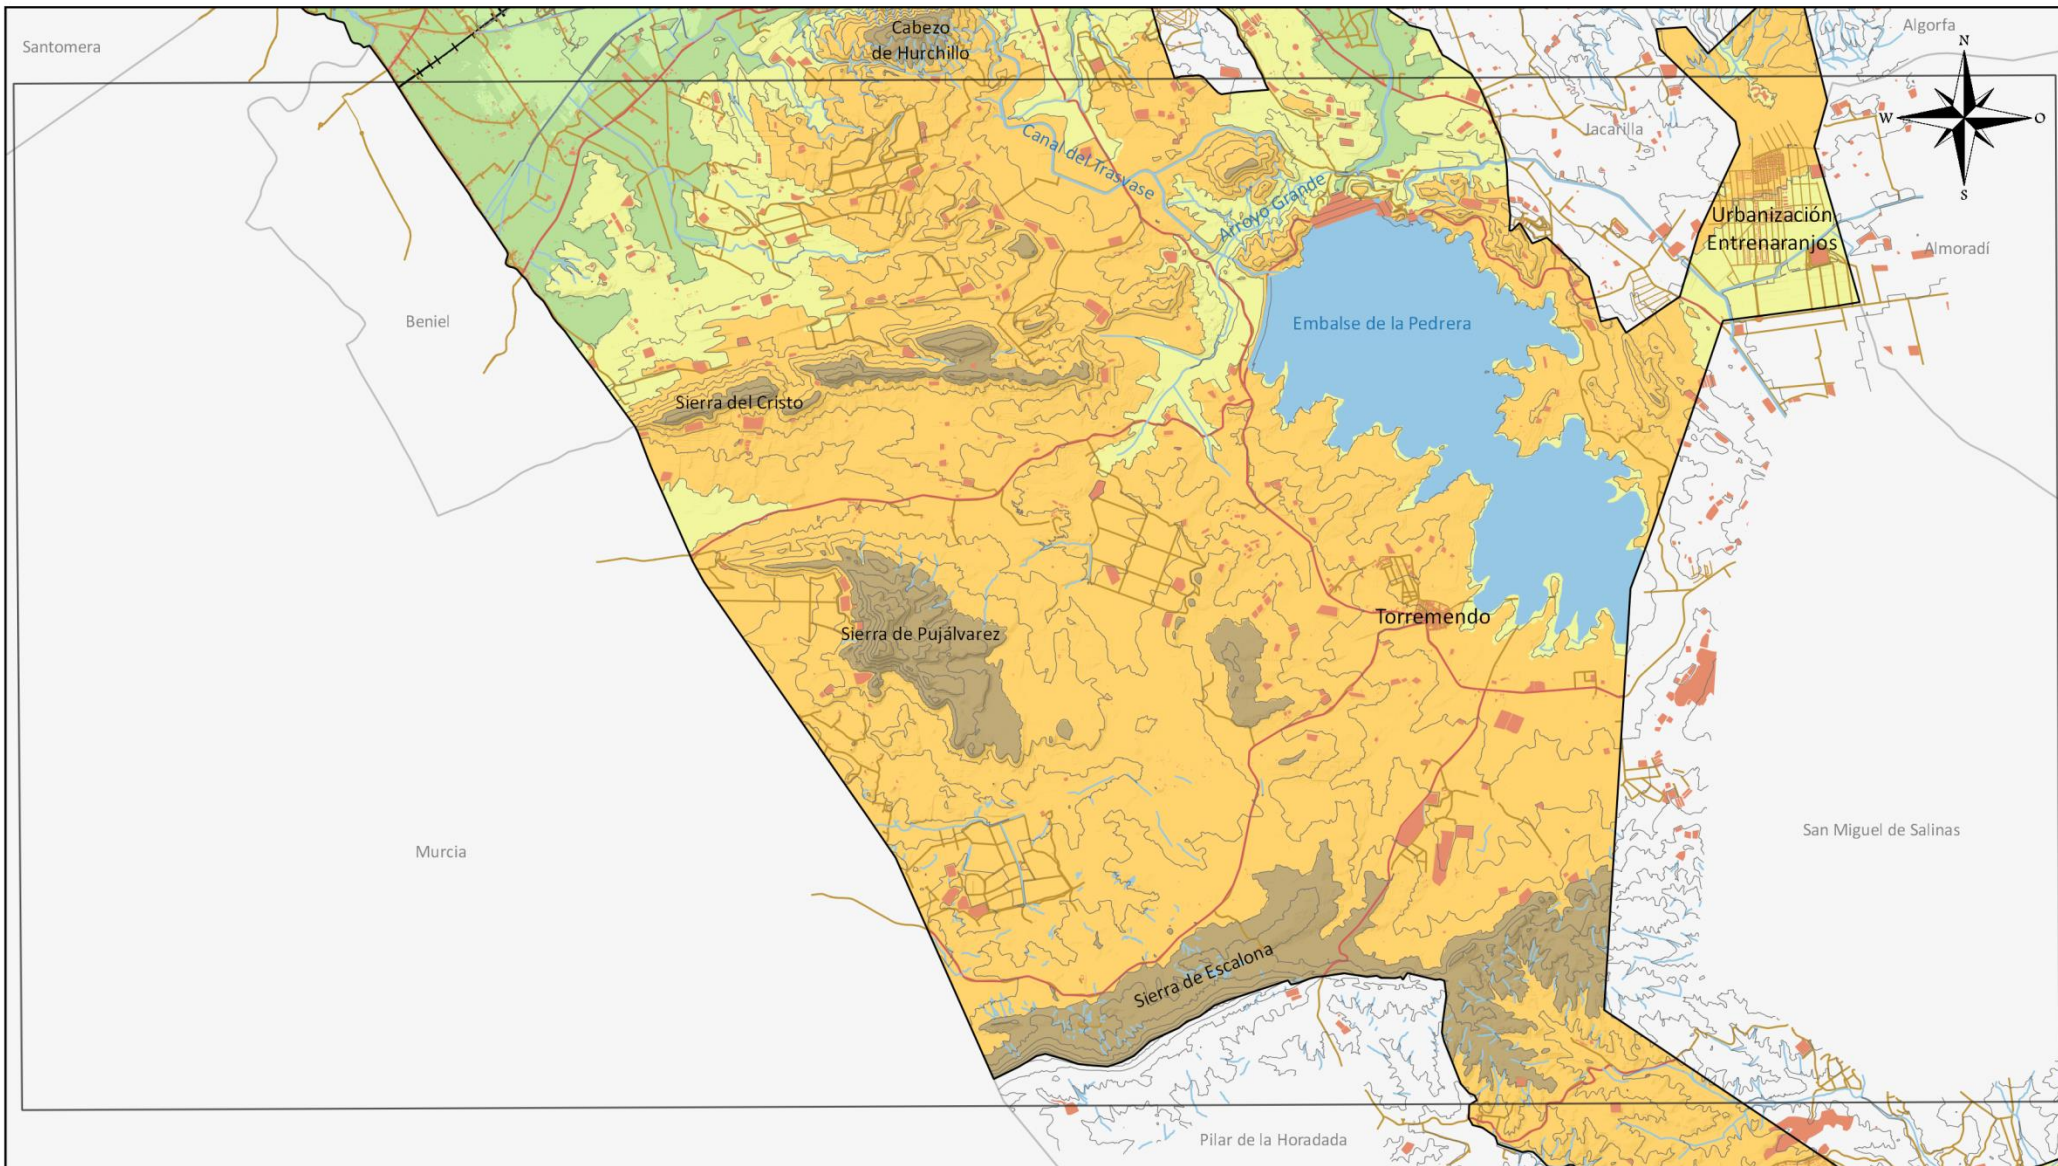 Cabezo
de Hurchillo
Algorfa
Santomera
N
W
O
S
Jacarilla
Canal del Trasvase
Arroyo Grande
Urbanización
Entrenaranjos
Almoradí
Beniel
Embalse de la Pedrera
Sierra del Cristo
Torremendo
Sierra de Pujálvarez
San Miguel de Salinas
Murcia
Sierra de Escalona
Pilar de la Horadada